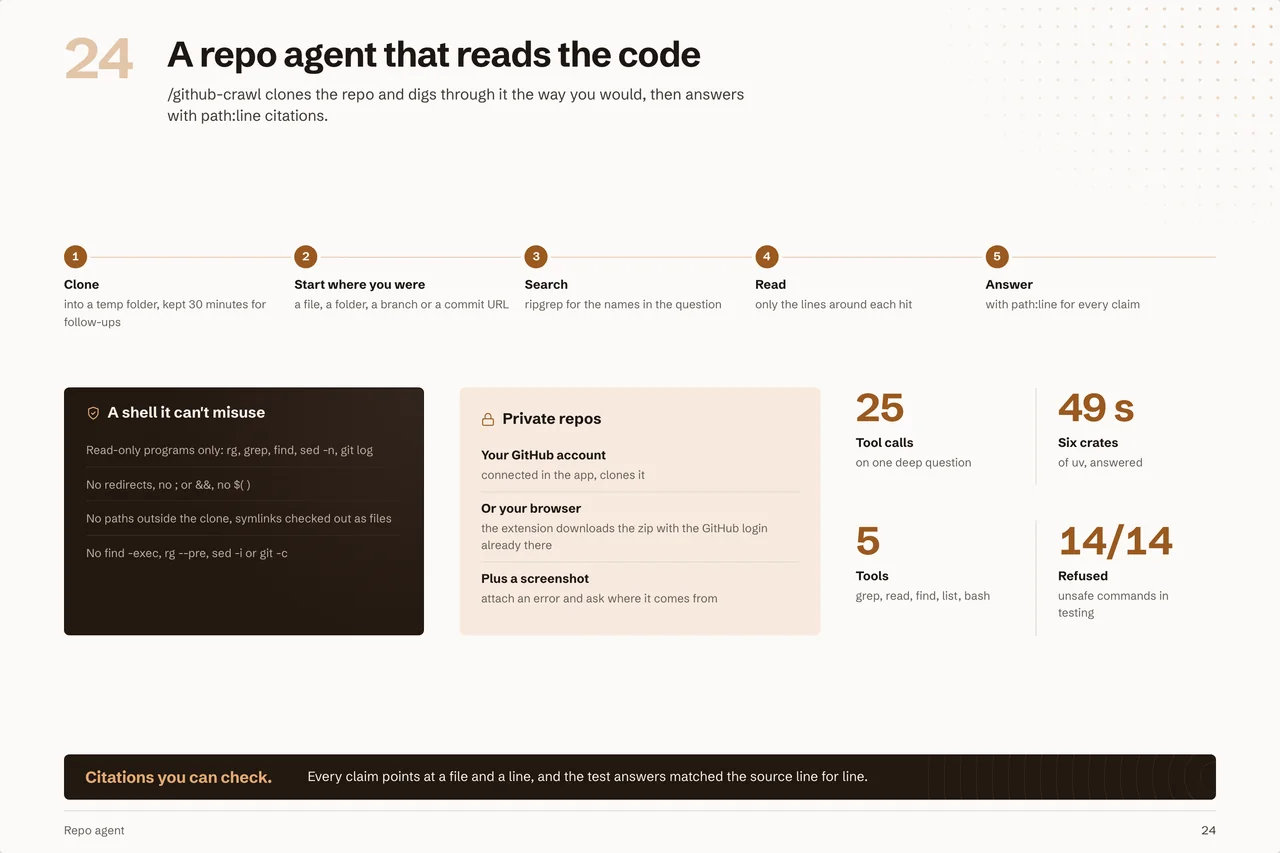 24
A repo agent that reads the code
/github-crawl clones the repo and digs through it the way you would, then answers
with path:line citations.
1
Clone
into a temp folder, kept 30 minutes for
follow-ups
2
Start where you were
a file, a folder, a branch or a commit URL
3
Search
ripgrep for the names in the question
4
Read
only the lines around each hit
5
Answer
with path:line for every claim
A shell it can't misuse
Read-only programs only: rg, grep, find, sed -n, git log
No redirects, no ; or &&, no $( )
No paths outside the clone, symlinks checked out as files
No find -exec, rg --pre, sed -i or git -c
Private repos
Your GitHub account
connected in the app, clones it
Or your browser
the extension downloads the zip with the GitHub login
already there
Plus a screenshot
attach an error and ask where it comes from
25
Tool calls
on one deep question
49 s
Six crates
of uv, answered
5
Tools
grep, read, find, list, bash
14/14
Refused
unsafe commands in
testing
Citations you can check.
Every claim points at a file and a line, and the test answers matched the source line for line.
Repo agent
24